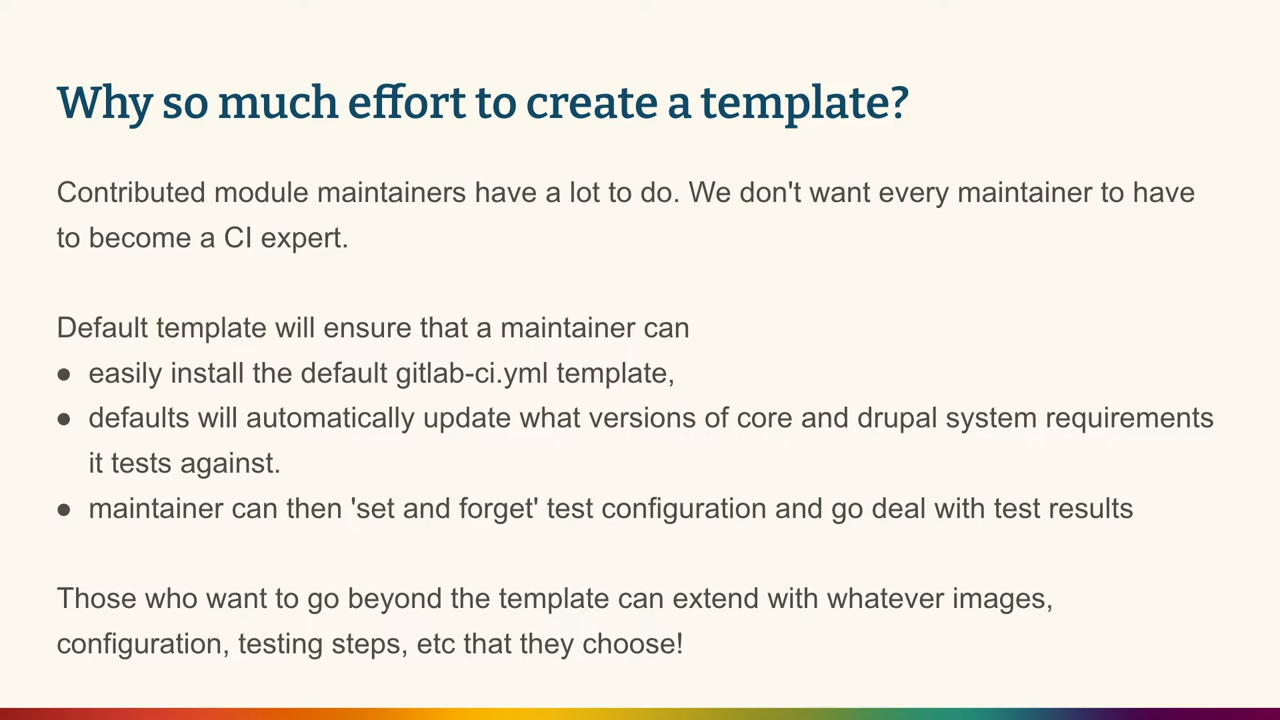 Why so much effort to create a template?
Contributed module maintainers have a lot to do. We don't want every maintainer to have
to become a CI expert.
Default template will ensure that a maintainer can
● easily install the default gitlab-ci.yml template,
● defaults will automatically update what versions of core and drupal system requirements
it tests against.
● maintainer can then 'set and forget' test configuration and go deal with test results
Those who want to go beyond the template can extend with whatever images,
configuration, testing steps, etc that they choose!